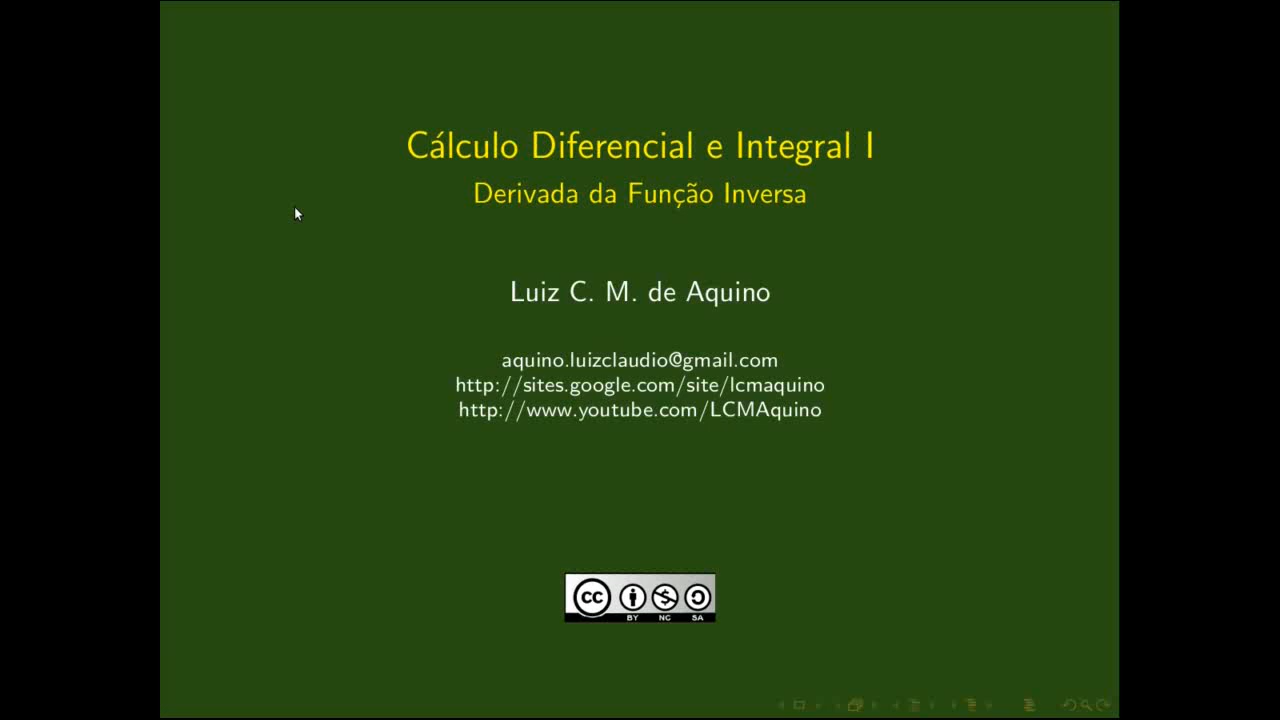 Cálculo Diferencial e Integral I
Derivada da Função Inversa
Luiz C. M. de Aquino
aquino.luizclaudio@gmail.com
http://sites.google.com/site/lcmaquino
http://www.youtube.com/LCMAquino
cc
BY NC SA